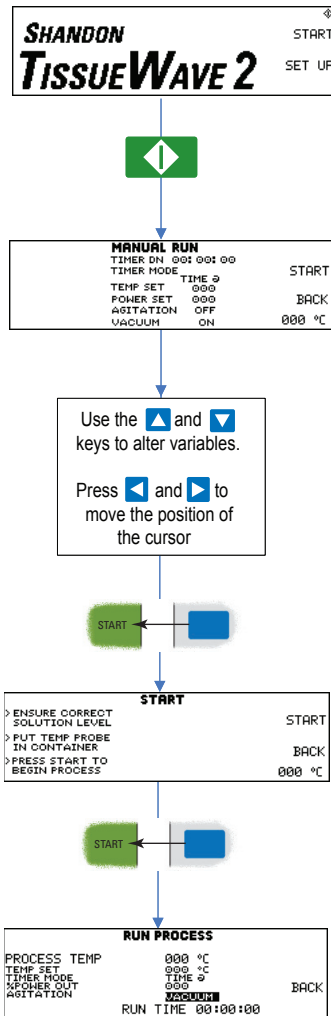 SHANDON
TISSUEWAVE 2
START
SET UP
MANUAL RUN
TIMER DN 00:00:00
TIMER MODE
TIME @
TEMP SET 000
POWER SET 000
AGITATION OFF
VACUUM ON
START
BACK
000 °C
Use the and
keys to alter variables.
Press and to
move the position of
the cursor
START
START
> ENSURE CORRECT
SOLUTION LEVEL
> PUT TEMP PROBE
IN CONTAINER
> PRESS START TO
BEGIN PROCESS
START
BACK
000 °C
START
RUN PROCESS
PROCESS TEMP 000 °C
TEMP SET 000 °C
TIMER MODE TIME @
%POWER OUT 000
AGITATION VACUUM
BACK
RUN TIME 00:00:00